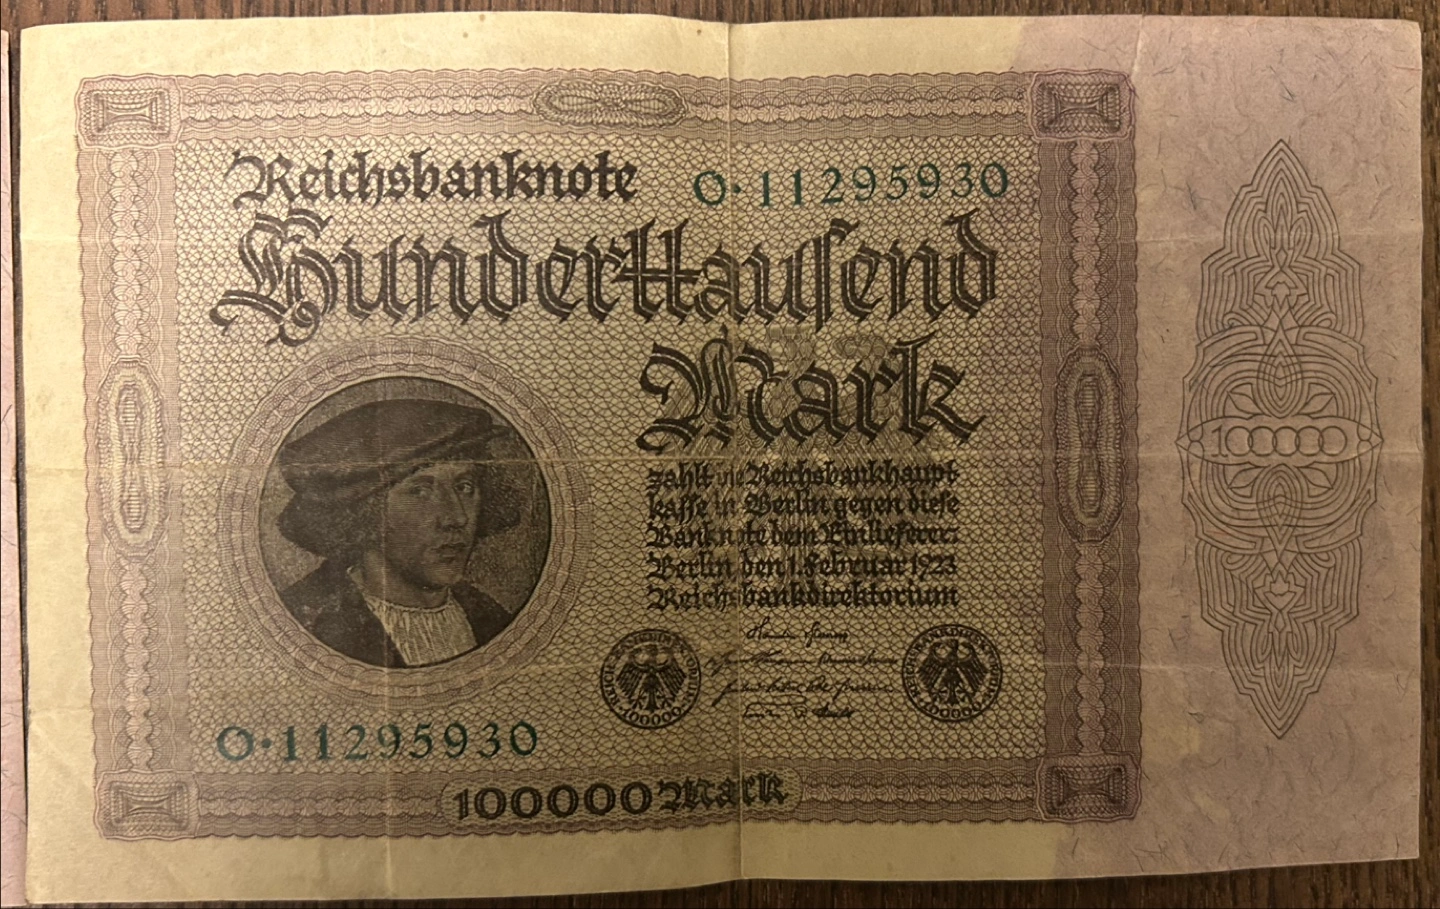 Reichsbanknote O·11295930
Hunderttausend
Mark
zahlt die Reichsbankhaupt
kasse in Berlin gegen diese
Banknote dem Einlieferer.
Berlin den 1. Februar 1923
Reichsbankdirektorium
O·11295930
100000 Mark
100000